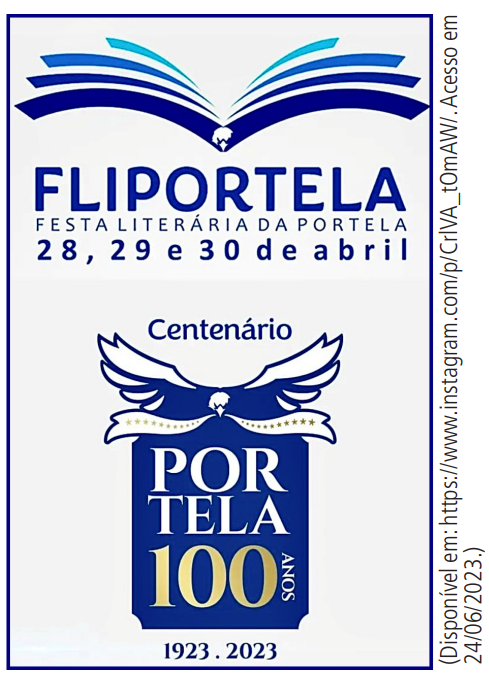 FLIPORTELA
FESTA LITERÁRIA DA PORTELA
28, 29 e 30 de abril
Centenário
POR
TELA
100
ANOS
1923 . 2023
(Disponível em: https://www.instagram.com/p/CrIVA_tOmAW/. Acesso em
24/06/2023.)